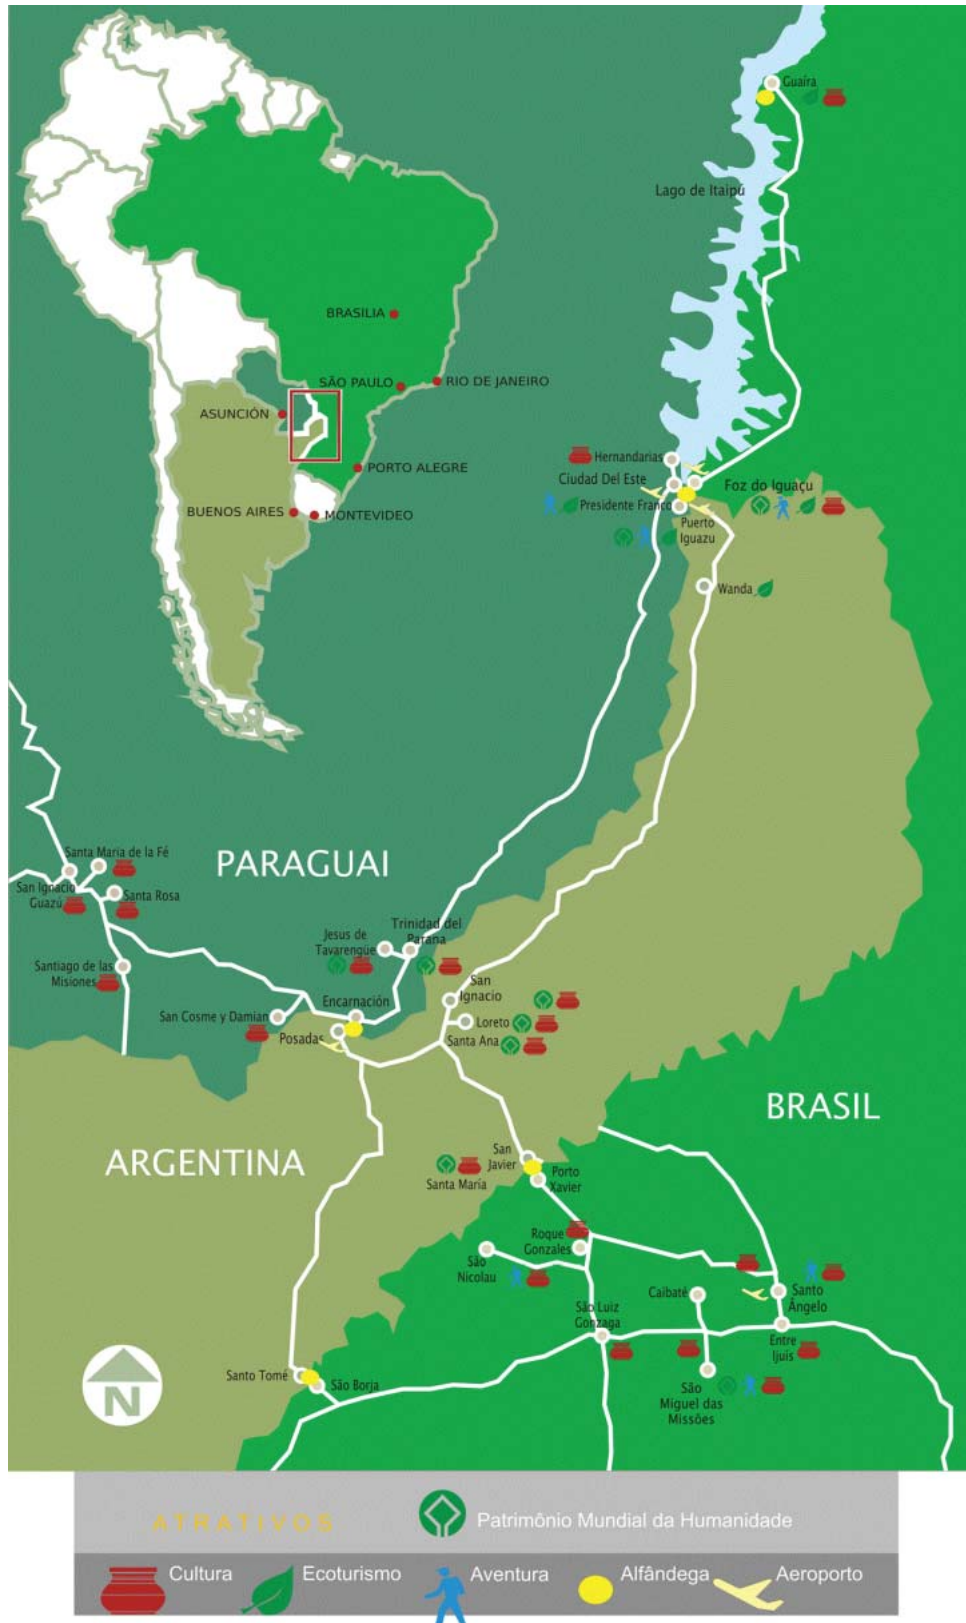 Guaíra
Lago de Itaipú
BRASILIA
SÃO PAULO
RIO DE JANEIRO
ASUNCIÓN
PORTO ALEGRE
BUENOS AIRES
MONTEVIDEO
Hernandarias
Ciudad Del Este
Foz do Iguaçu
Presidente Franco
Puerto
Iguazu
Wanda
Santa Maria de la Fé
PARAGUAI
San Ignacio
Guazú
Santa Rosa
Jesus de
Tavarengüe
Trinidad del
Parana
Santiago de las
Misiones
San
Ignacio
San Cosme y Damian
Encarnación
Loreto
Posadas
Santa Ana
BRASIL
ARGENTINA
San
Javier
Santa María
Porto
Xavier
Roque
Gonzales
São
Nicolau
Caibaté
Santo
Ângelo
São Luiz
Gonzaga
Entre
Ijuis
Santo Tomé
São Borja
São
Miguel das
Missões
N
ATRATIVOS
Patrimônio Mundial da Humanidade
Cultura
Ecoturismo
Aventura
Alfândega
Aeroporto